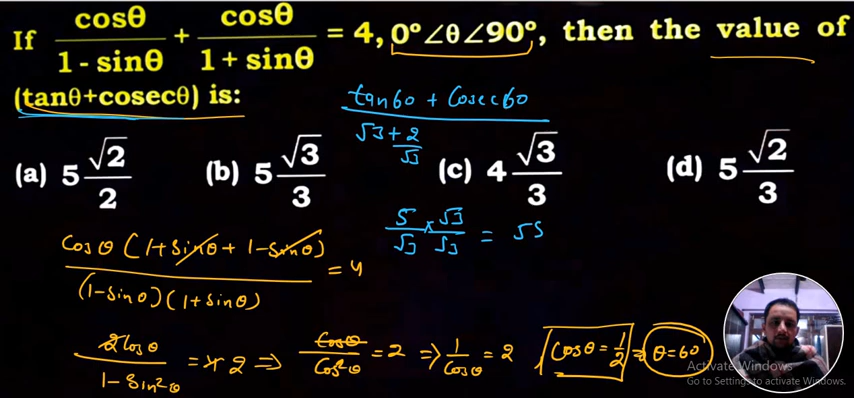 If cosθ/(1 - sinθ) + cosθ/(1 + sinθ) = 4, 0°∠θ∠90°, then the value of
(tanθ+cosecθ) is:
tan60 + Cosec60
√3 + 2/√3
(a) 5 √2/2 (b) 5 √3/3 (c) 4 √3/3 (d) 5 √2/3
5/√3 × √3/√3 =
Cosθ (1+sinθ + 1-sinθ)/((1-sinθ)(1+sinθ)) = 4
2Cosθ/(1-Sin²θ) = 4 2 ⇒ Cosθ/Cos²θ = 2 ⇒ 1/Cosθ = 2 Cosθ = 1/2 ⇒ θ=60°
Activate Windows
Go to Settings to activate Windows.